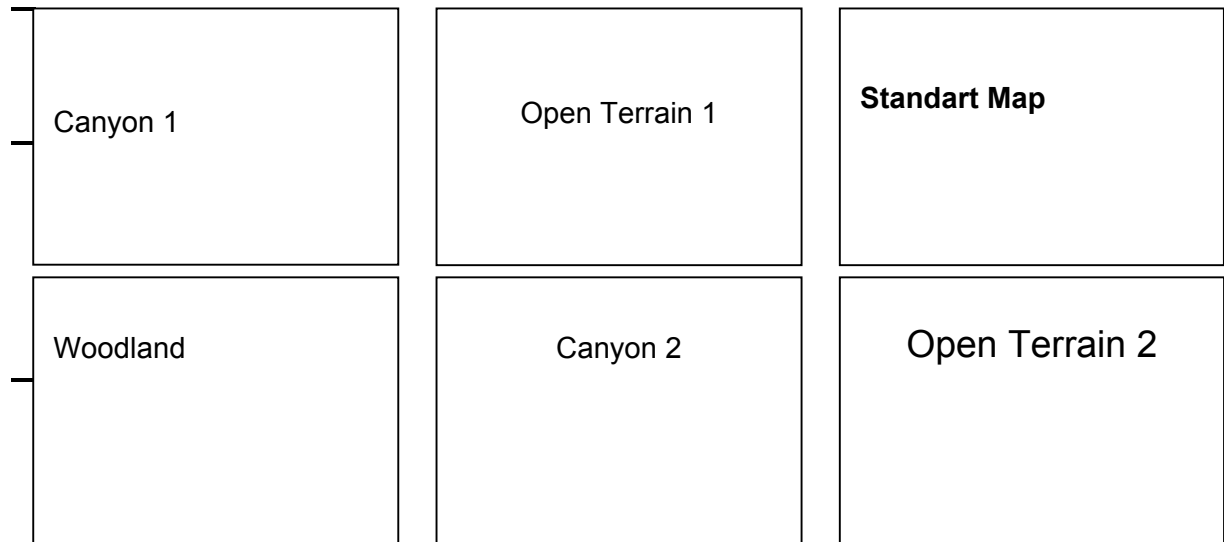 Canyon 1
Open Terrain 1
Standart Map
Woodland
Canyon 2
Open Terrain 2